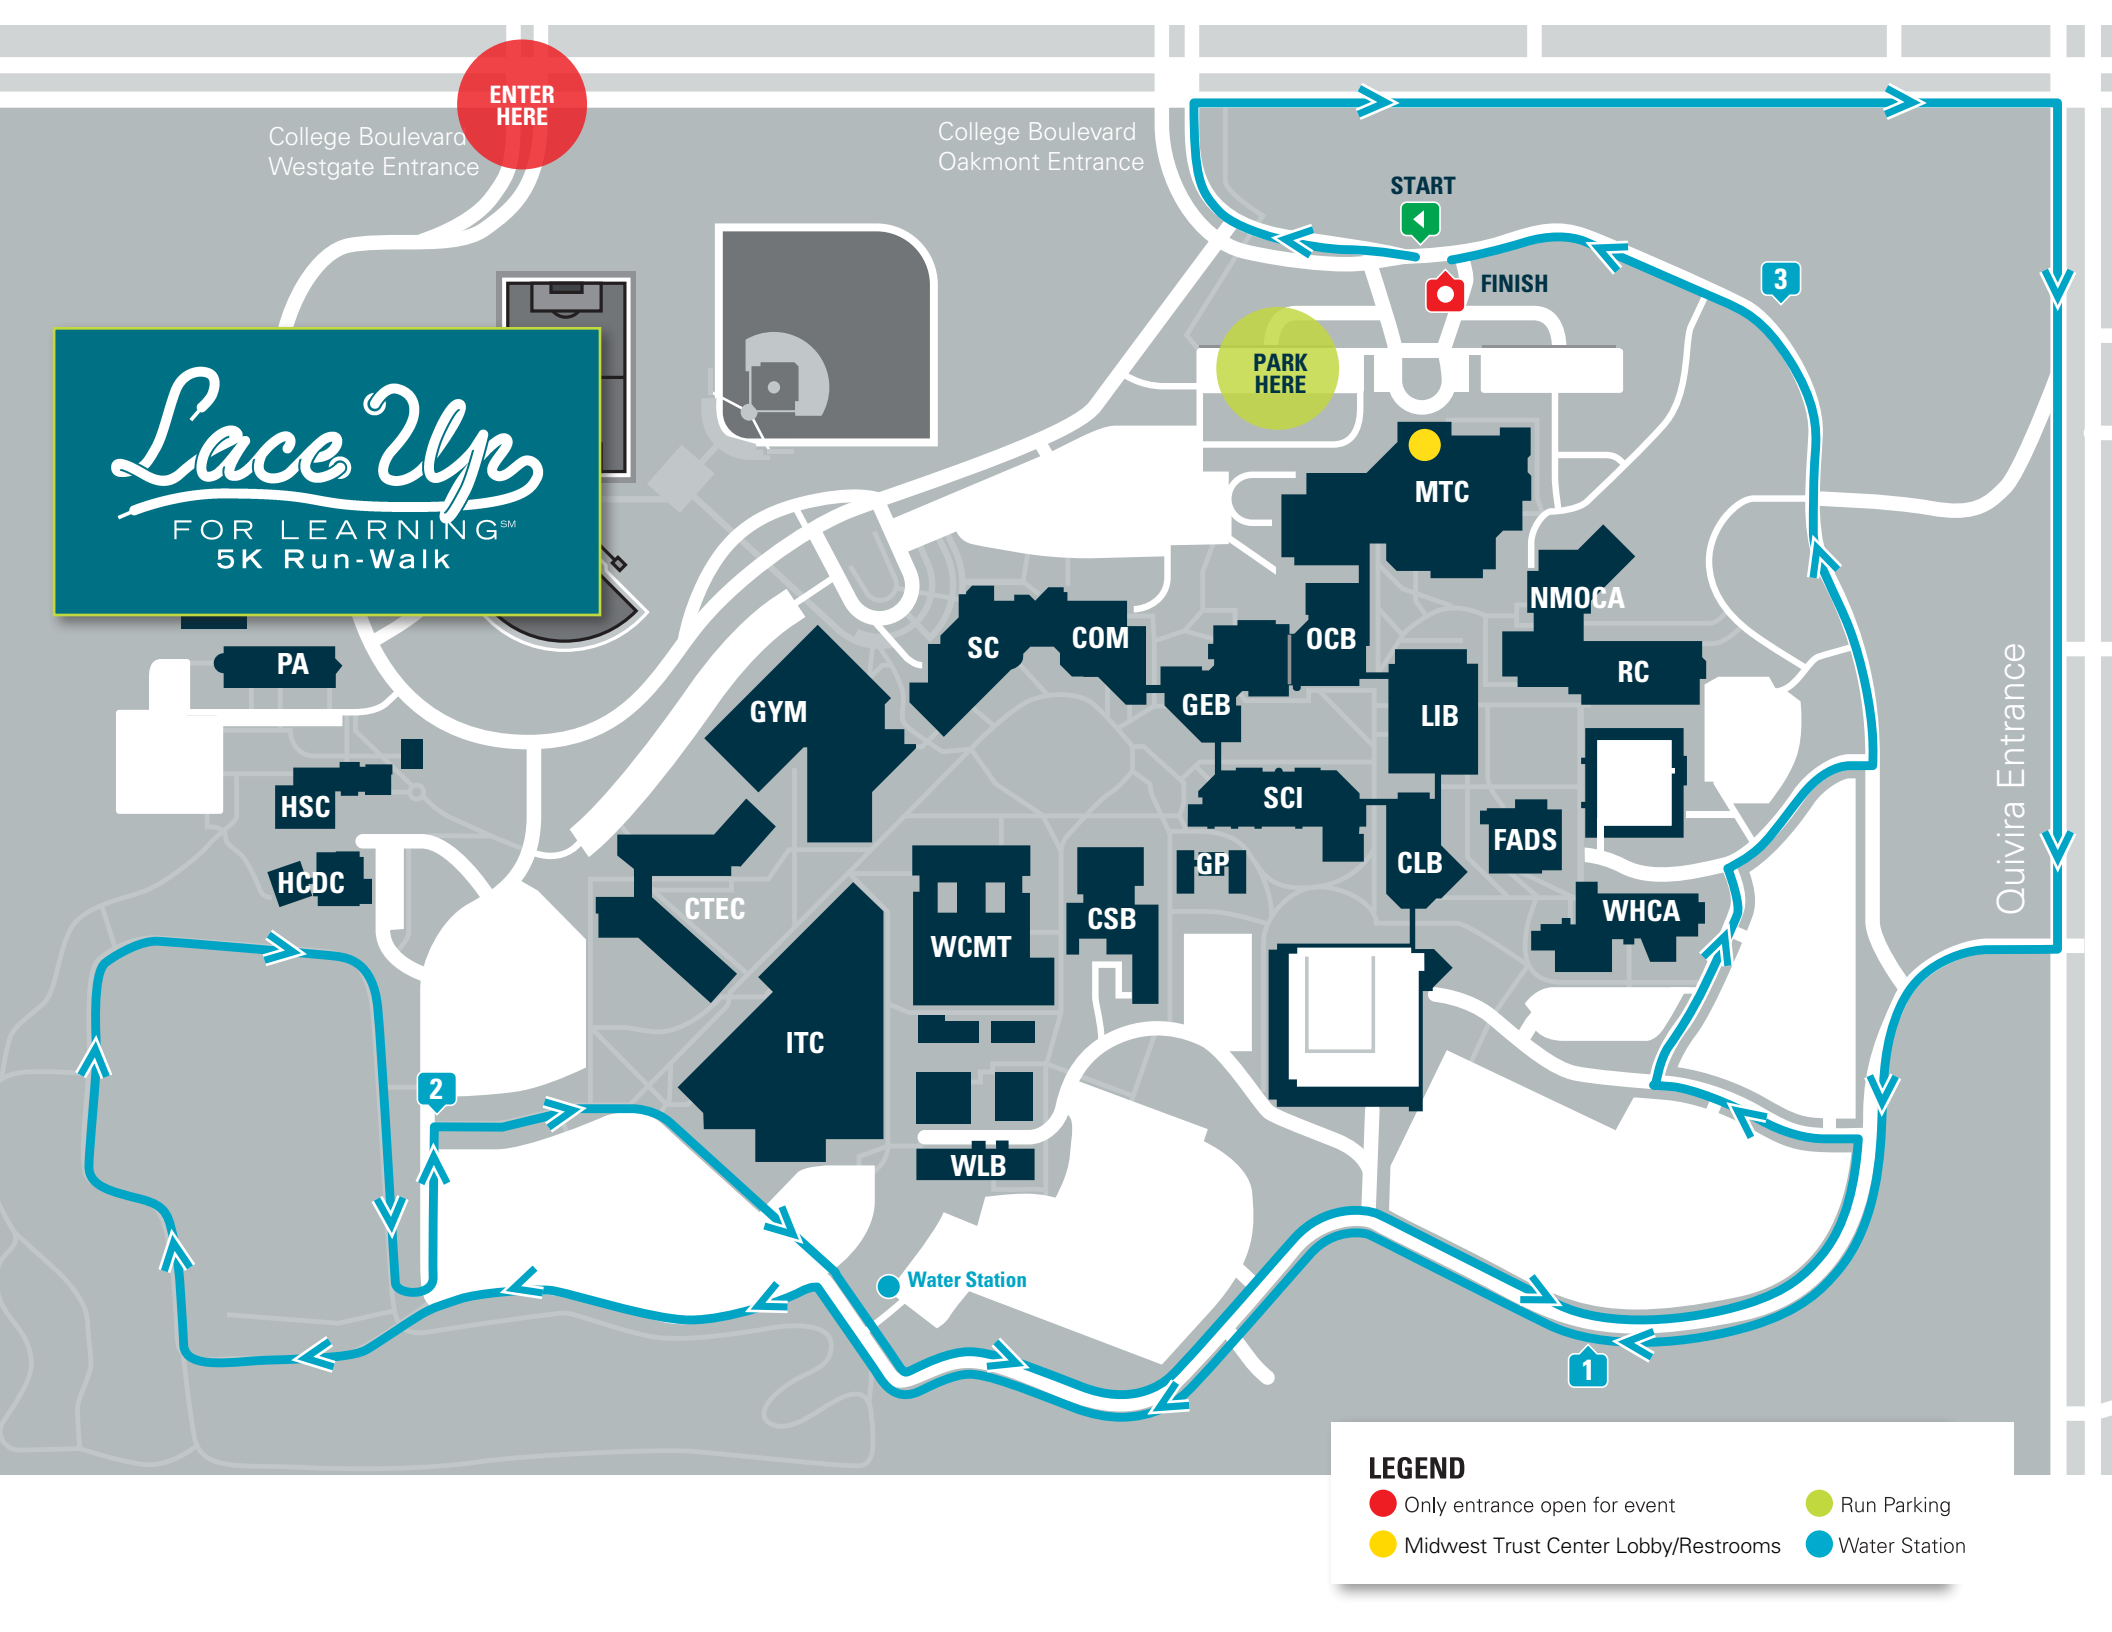 ENTER
HERE
College Boulevard
Westgate Entrance
College Boulevard
Oakmont Entrance
START
FINISH
3
PARK
HERE
Lace Up
FOR LEARNING℠
5K Run-Walk
MTC
NMOCA
PA
SC
COM
OCB
RC
GYM
GEB
LIB
Quivira Entrance
HSC
SCI
FADS
HCDC
GP
CLB
CTEC
WCMT
CSB
WHCA
ITC
2
WLB
Water Station
1
LEGEND
Only entrance open for event
Run Parking
Midwest Trust Center Lobby/Restrooms
Water Station